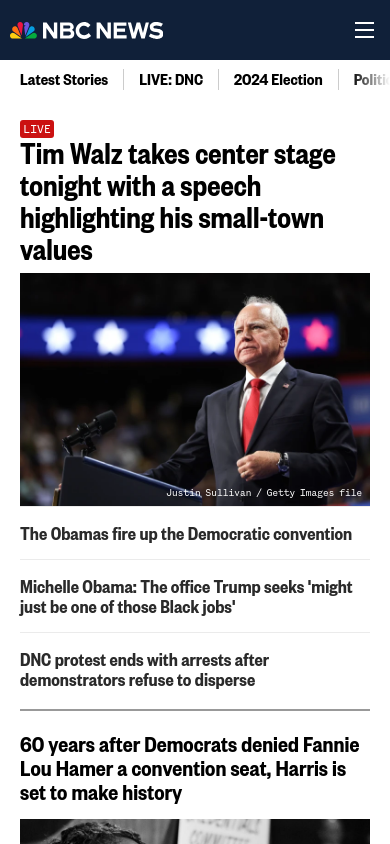 NBC NEWS
Latest Stories
LIVE: DNC
2024 Election
LIVE
Tim Walz takes center stage
tonight with a speech
highlighting his small-town
values
Justin Sullivan / Getty Images file
The Obamas fire up the Democratic convention
Michelle Obama: The office Trump seeks 'might
just be one of those Black jobs'
DNC protest ends with arrests after
demonstrators refuse to disperse
60 years after Democrats denied Fannie
Lou Hamer a convention seat, Harris is
set to make history